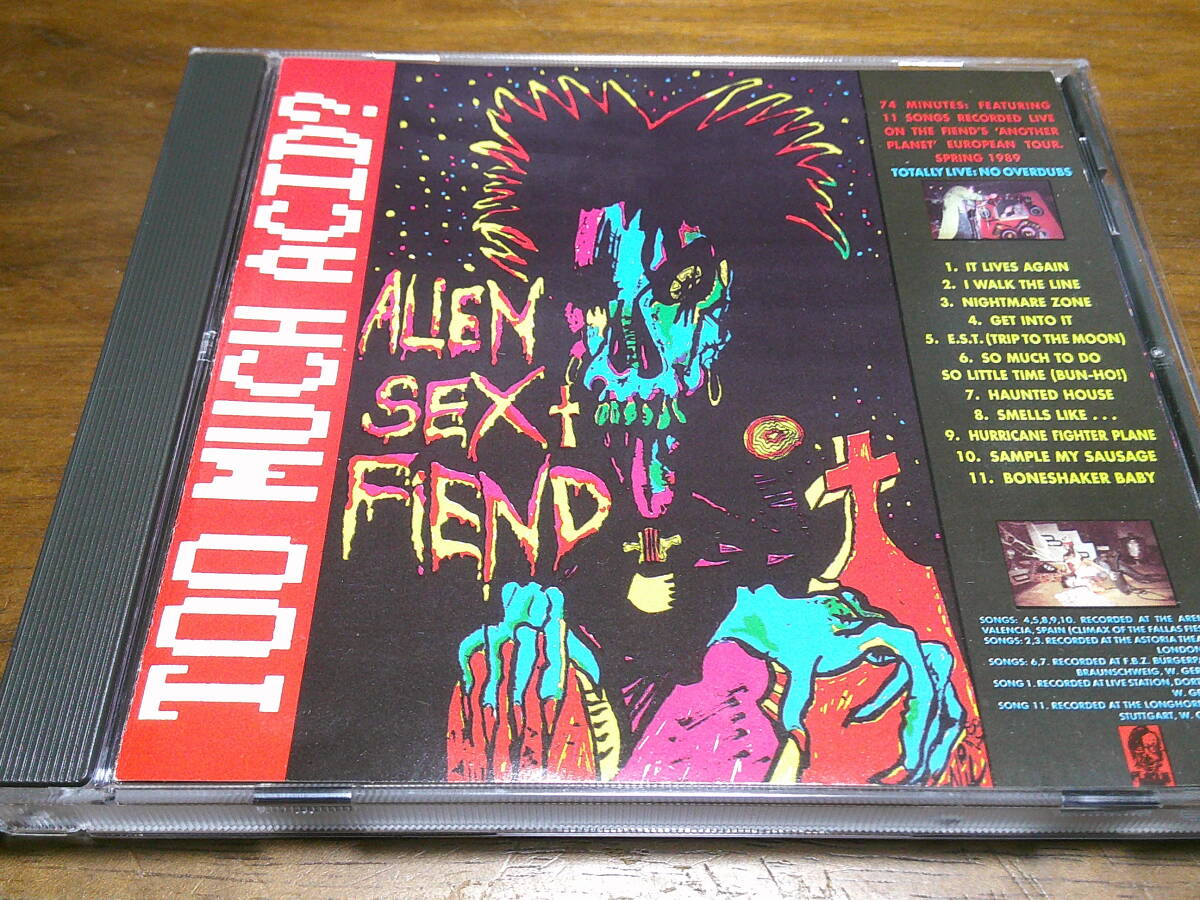 TOO MUCH ACID?
ALIEN
SEX
FIEND
74 MINUTES: FEATURING
11 SONGS RECORDED LIVE
ON THE FIEND'S 'ANOTHER
PLANET' EUROPEAN TOUR.
SPRING 1989
TOTALLY LIVE: NO OVERDUBS
1. IT LIVES AGAIN
2. I WALK THE LINE
3. NIGHTMARE ZONE
4. GET INTO IT
5. E.S.T. (TRIP TO THE MOON)
6. SO MUCH TO DO
SO LITTLE TIME (BUN-HO!)
7. HAUNTED HOUSE
8. SMELLS LIKE . . .
9. HURRICANE FIGHTER PLANE
10. SAMPLE MY SAUSAGE
11. BONESHAKER BABY
SONGS: 4,5,8,9,10. RECORDED AT THE
VALENCIA, SPAIN (CLIMAX OF THE FALLAS
SONGS: 2,3. RECORDED AT THE ASTORIA
LONDON
SONGS: 6,7. RECORDED AT F.B.Z.
BRAUNSCHWEIG, W.
SONG 1. RECORDED AT LIVE STATION,
W.
SONG 11. RECORDED AT THE
STUTTGART, W.